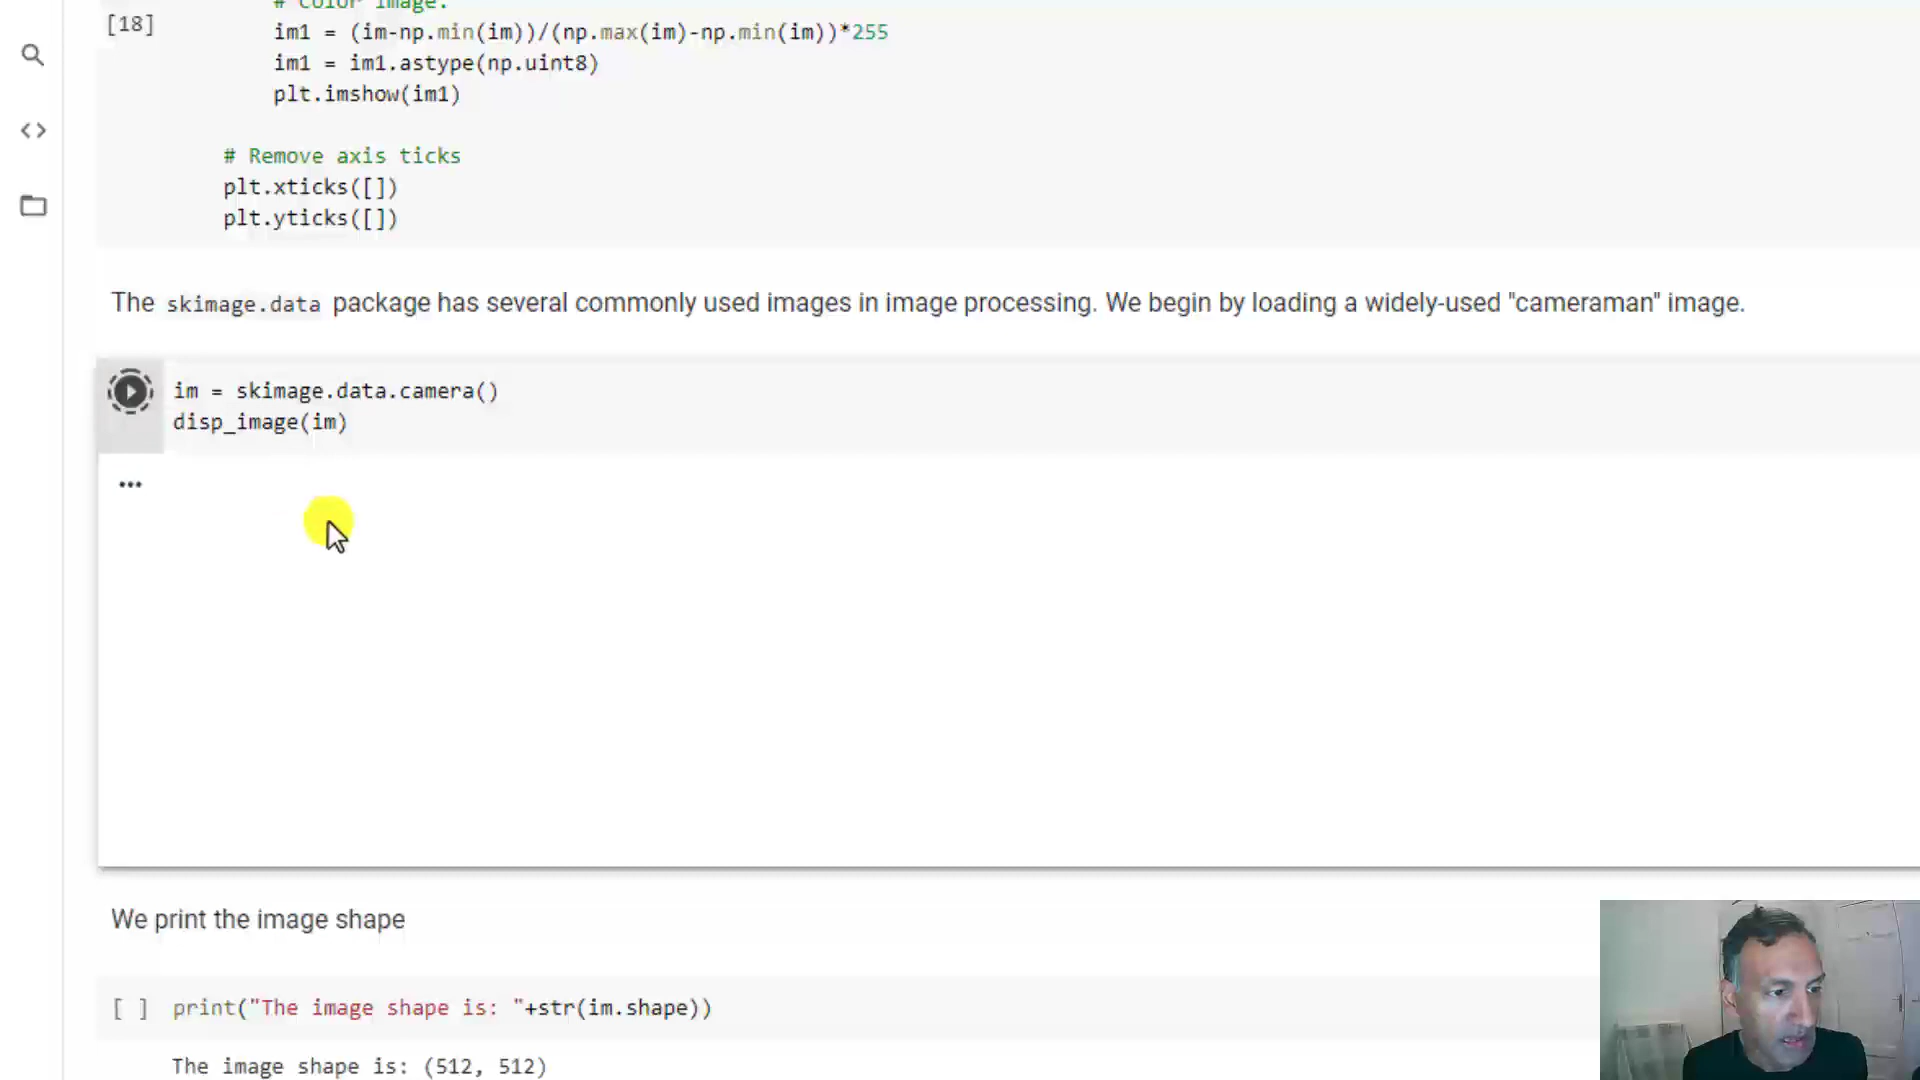 # Color image.
[18]
im1 = (im-np.min(im))/(np.max(im)-np.min(im))*255
im1 = im1.astype(np.uint8)
plt.imshow(im1)
# Remove axis ticks
plt.xticks([])
plt.yticks([])
The skimage.data package has several commonly used images in image processing. We begin by loading a widely-used "cameraman" image.
im = skimage.data.camera()
disp_image(im)
We print the image shape
[ ] print("The image shape is: "+str(im.shape))
The image shape is: (512, 512)